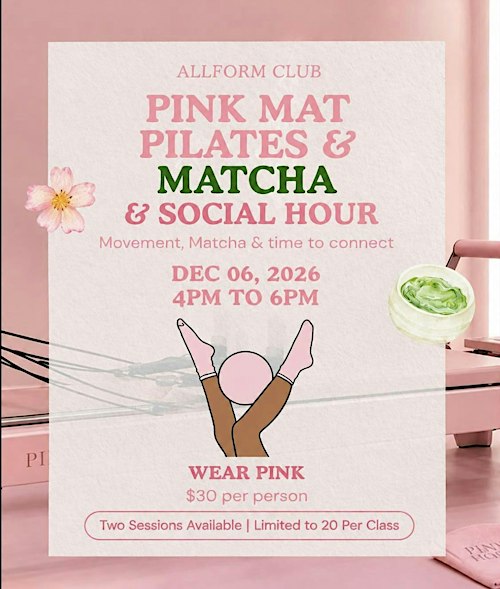 ALLFORM CLUB
PINK MAT
PILATES &
MATCHA
& SOCIAL HOUR
Movement, Matcha & time to connect
DEC 06, 2026
4PM TO 6PM
WEAR PINK
$30 per person
Two Sessions Available | Limited to 20 Per Class